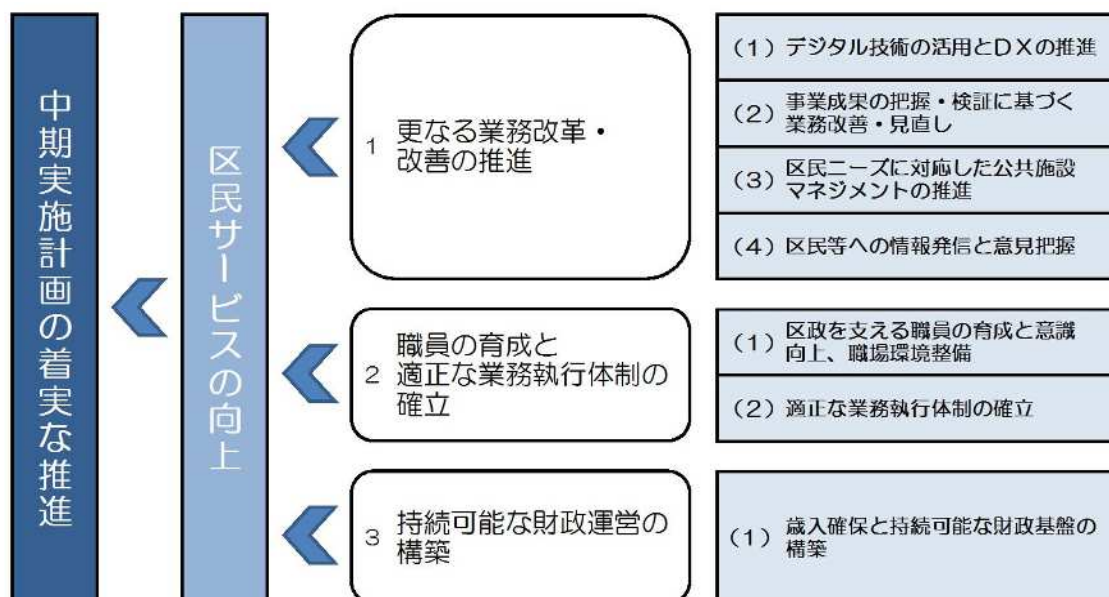 中期実施計画の着実な推進
区民サービスの向上
1 更なる業務改革・
改善の推進
(1) デジタル技術の活用とDXの推進
(2) 事業成果の把握・検証に基づく
業務改善・見直し
(3) 区民ニーズに対応した公共施設
マネジメントの推進
(4) 区民等への情報発信と意見把握
2 職員の育成と
適正な業務執行体制の
確立
(1) 区政を支える職員の育成と意識
向上、職場環境整備
(2) 適正な業務執行体制の確立
3 持続可能な財政運営の
構築
(1) 歳入確保と持続可能な財政基盤の
構築